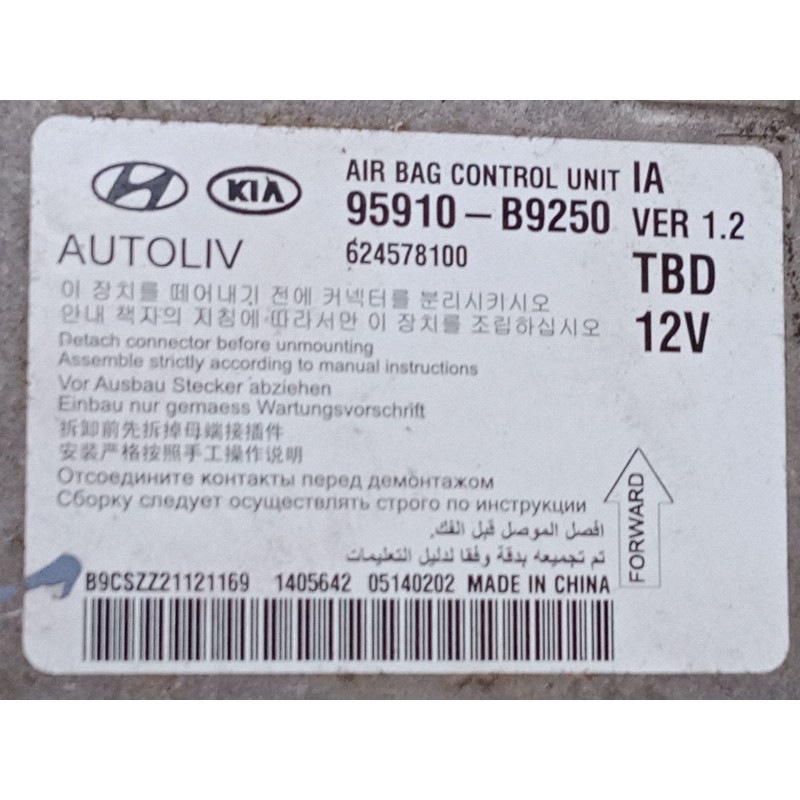 KIA
AIR BAG CONTROL UNIT IA
95910-B9250 VER 1.2
AUTOLIV 624578100 TBD
12V
이 장치를 떼어내기 전에 커넥터를 분리시키시오
안내 책자의 지침에 따라서만 이 장치를 조립하십시오
Detach connector before unmounting
Assemble strictly according to manual instructions
Vor Ausbau Stecker abziehen
Einbau nur gemaess Wartungsvorschrift
拆卸前先拆掉母端接插件
安装严格按照手工操作说明
Отсоедините контакты перед демонтажом
Сборку следует осуществлять строго по инструкции
افصل الموصل قبل الفك.
تم تجميعه بدقة وفقا لدليل التعليمات
FORWARD
B9CSZZ21121169 1405642 05140202 MADE IN CHINA